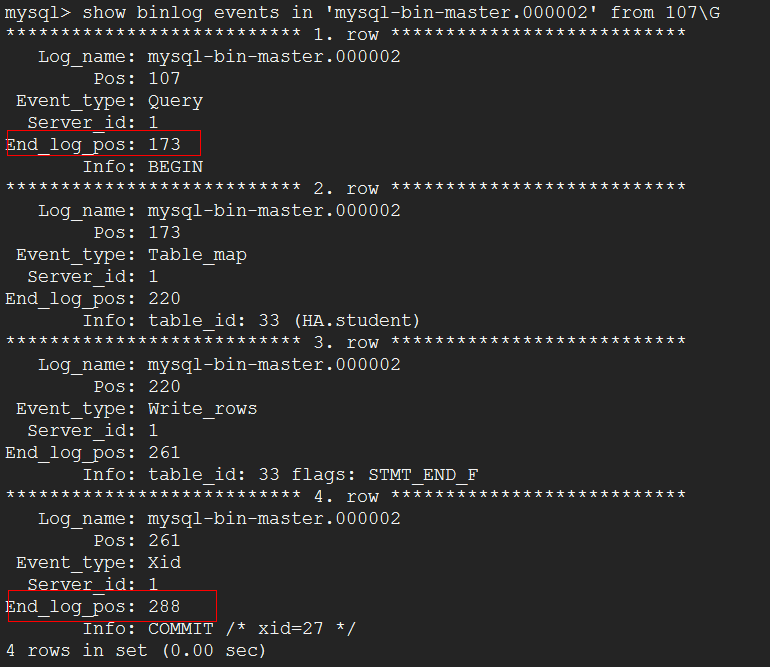 mysql> show binlog events in 'mysql-bin-master.000002' from 107\G
*************************** 1. row ***************************
Log_name: mysql-bin-master.000002
Pos: 107
Event_type: Query
Server_id: 1
End_log_pos: 173
Info: BEGIN
*************************** 2. row ***************************
Log_name: mysql-bin-master.000002
Pos: 173
Event_type: Table_map
Server_id: 1
End_log_pos: 220
Info: table_id: 33 (HA.student)
*************************** 3. row ***************************
Log_name: mysql-bin-master.000002
Pos: 220
Event_type: Write_rows
Server_id: 1
End_log_pos: 261
Info: table_id: 33 flags: STMT_END_F
*************************** 4. row ***************************
Log_name: mysql-bin-master.000002
Pos: 261
Event_type: Xid
Server_id: 1
End_log_pos: 288
Info: COMMIT /* xid=27 */
4 rows in set (0.00 sec)